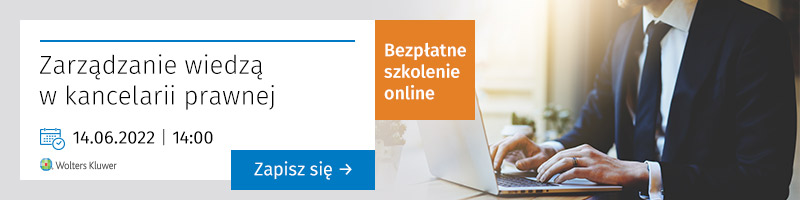 Zarządzanie wiedzą
w kancelarii prawnej
14.06.2022 | 14:00
Wolters Kluwer
Zapisz się →
Bezpłatne
szkolenie
online